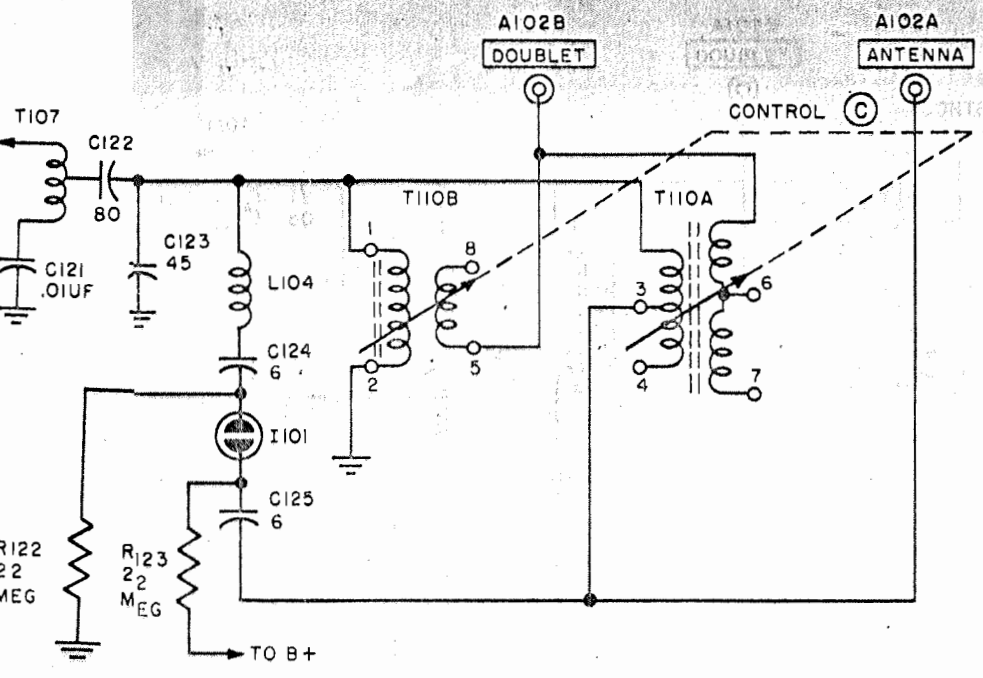 A102B
DOUBLET
A102A
ANTENNA
CONTROL C
T107
C122
80
T110B
T110A
C123
45
C121
.01UF
L104
1
8
3
6
C124
6
2
5
4
7
I101
C125
6
R122
22
MEG
R123
22
MEG
TO B+